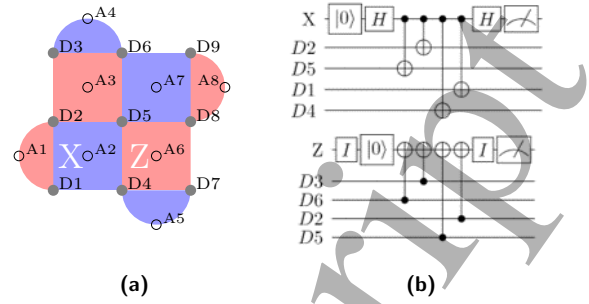 A4
D3 D6 D9
A3 A7 A8
D2 D5 D8
A1 X A2 Z A6
D1 D4 D7
A5
(a)
X |0⟩ H H
D2
D5
D1
D4
Z I |0⟩ I
D3
D6
D2
D5
(b)
ript